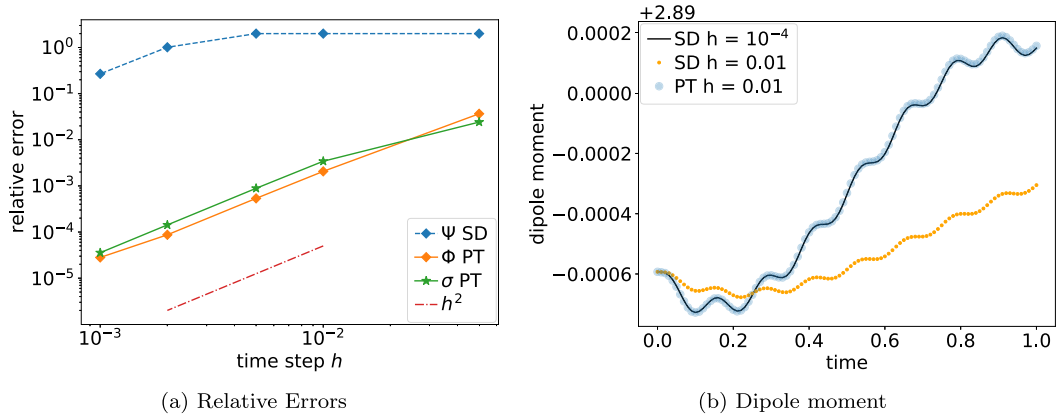 10⁰
10⁻¹
10⁻²
10⁻³
10⁻⁴
10⁻⁵
relative error
Ψ SD
Φ PT
σ PT
h²
10⁻³
10⁻²
time step h
(a) Relative Errors
+2.89
0.0002
0.0000
−0.0002
−0.0004
−0.0006
dipole moment
SD h = 10⁻⁴
SD h = 0.01
PT h = 0.01
0.0
0.2
0.4
0.6
0.8
1.0
time
(b) Dipole moment